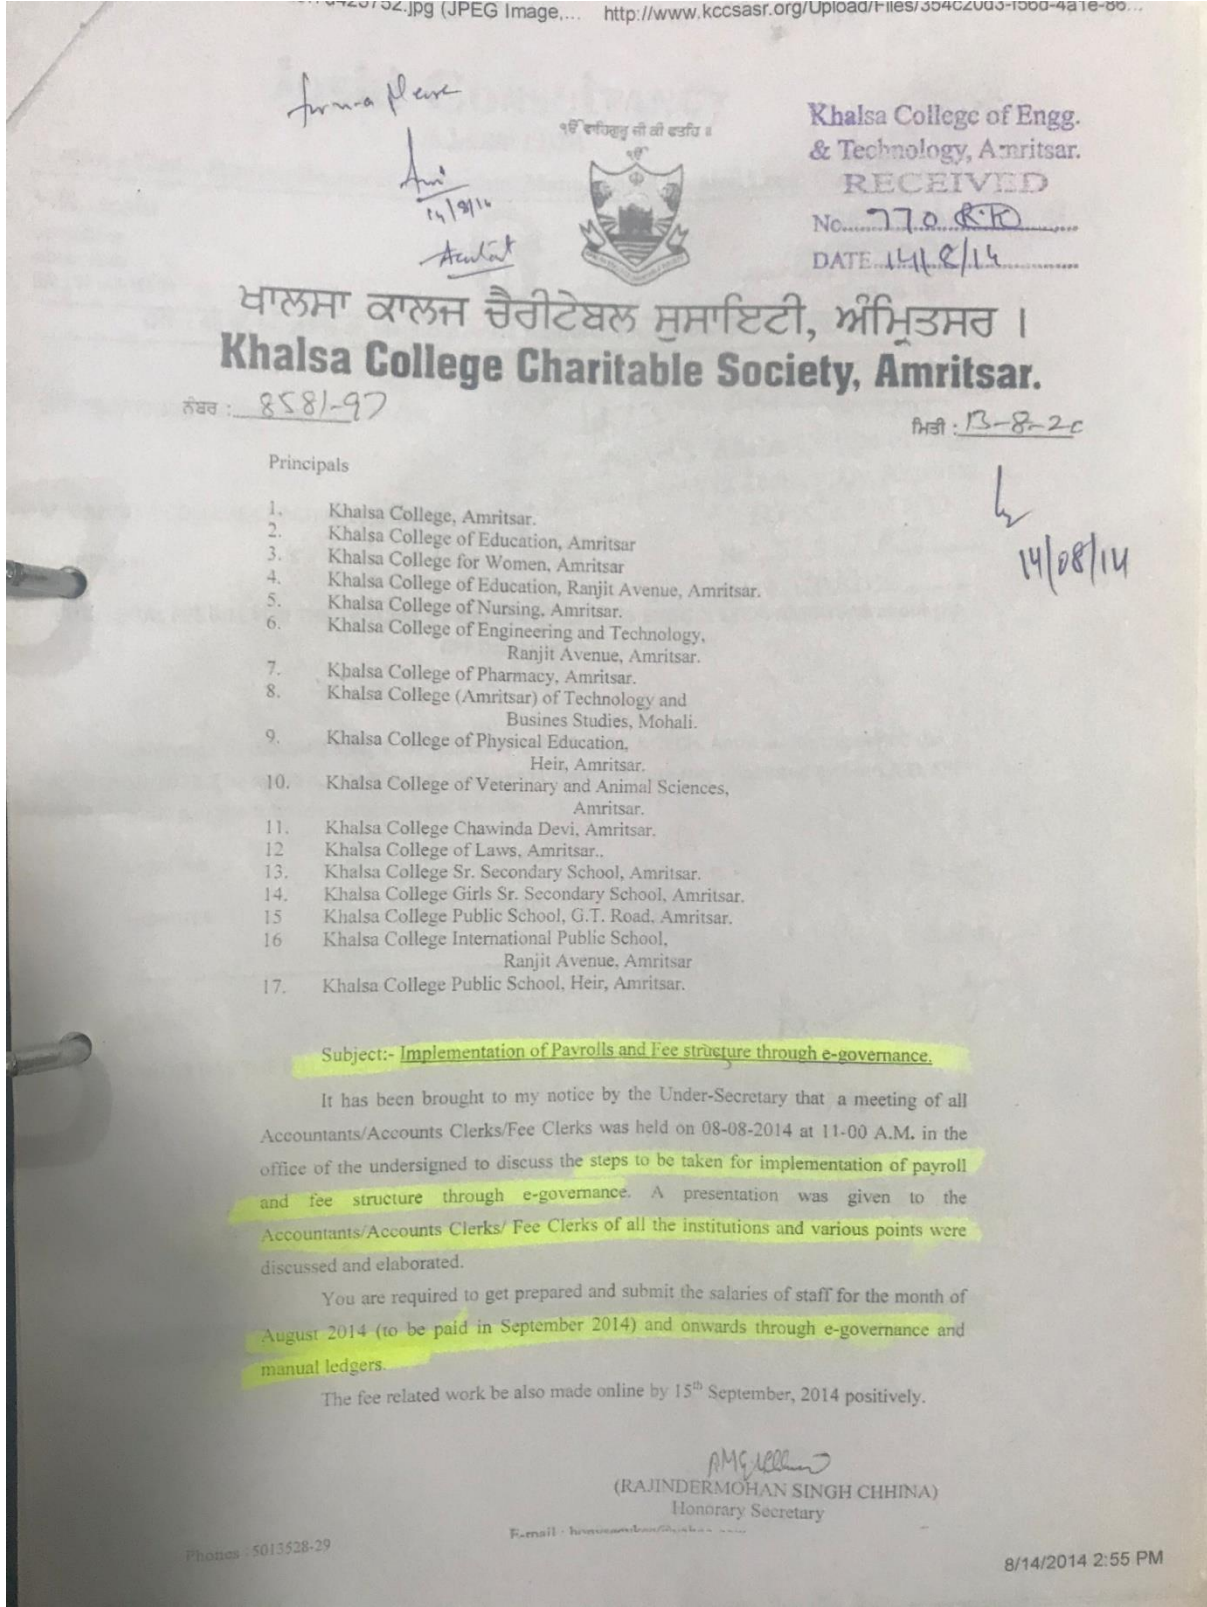 .jpg (JPEG Image,... http://www.kccsasr.org/Upload/Files/
please
14/8/14
ੴ ਵਾਹਿਗੁਰੂ ਜੀ ਕੀ ਫਤਹਿ ॥
Khalsa College of Engg.
& Technology, Amritsar.
RECEIVED
No. 770
DATE 14/8/14
ਖਾਲਸਾ ਕਾਲਜ ਚੈਰੀਟੇਬਲ ਸੁਸਾਇਟੀ, ਅੰਮ੍ਰਿਤਸਰ ।
Khalsa College Charitable Society, Amritsar.
ਨੰਬਰ : 8581-97
ਮਿਤੀ : 13-8-20
14/08/14
Principals
1. Khalsa College, Amritsar.
2. Khalsa College of Education, Amritsar
3. Khalsa College for Women, Amritsar
4. Khalsa College of Education, Ranjit Avenue, Amritsar.
5. Khalsa College of Nursing, Amritsar.
6. Khalsa College of Engineering and Technology,
Ranjit Avenue, Amritsar.
7. Khalsa College of Pharmacy, Amritsar.
8. Khalsa College (Amritsar) of Technology and
Busines Studies, Mohali.
9. Khalsa College of Physical Education,
Heir, Amritsar.
10. Khalsa College of Veterinary and Animal Sciences,
Amritsar.
11. Khalsa College Chawinda Devi, Amritsar.
12 Khalsa College of Laws, Amritsar..
13. Khalsa College Sr. Secondary School, Amritsar.
14. Khalsa College Girls Sr. Secondary School, Amritsar.
15 Khalsa College Public School, G.T. Road, Amritsar.
16 Khalsa College International Public School,
Ranjit Avenue, Amritsar
17. Khalsa College Public School, Heir, Amritsar.
Subject:- Implementation of Payrolls and Fee structure through e-governance.
It has been brought to my notice by the Under-Secretary that a meeting of all
Accountants/Accounts Clerks/Fee Clerks was held on 08-08-2014 at 11-00 A.M. in the
office of the undersigned to discuss the steps to be taken for implementation of payroll
and fee structure through e-governance. A presentation was given to the
Accountants/Accounts Clerks/ Fee Clerks of all the institutions and various points were
discussed and elaborated.
You are required to get prepared and submit the salaries of staff for the month of
August 2014 (to be paid in September 2014) and onwards through e-governance and
manual ledgers.
The fee related work be also made online by 15th September, 2014 positively.
(RAJINDERMOHAN SINGH CHHINA)
Honorary Secretary
E-mail :
Phones : 5013528-29
8/14/2014 2:55 PM